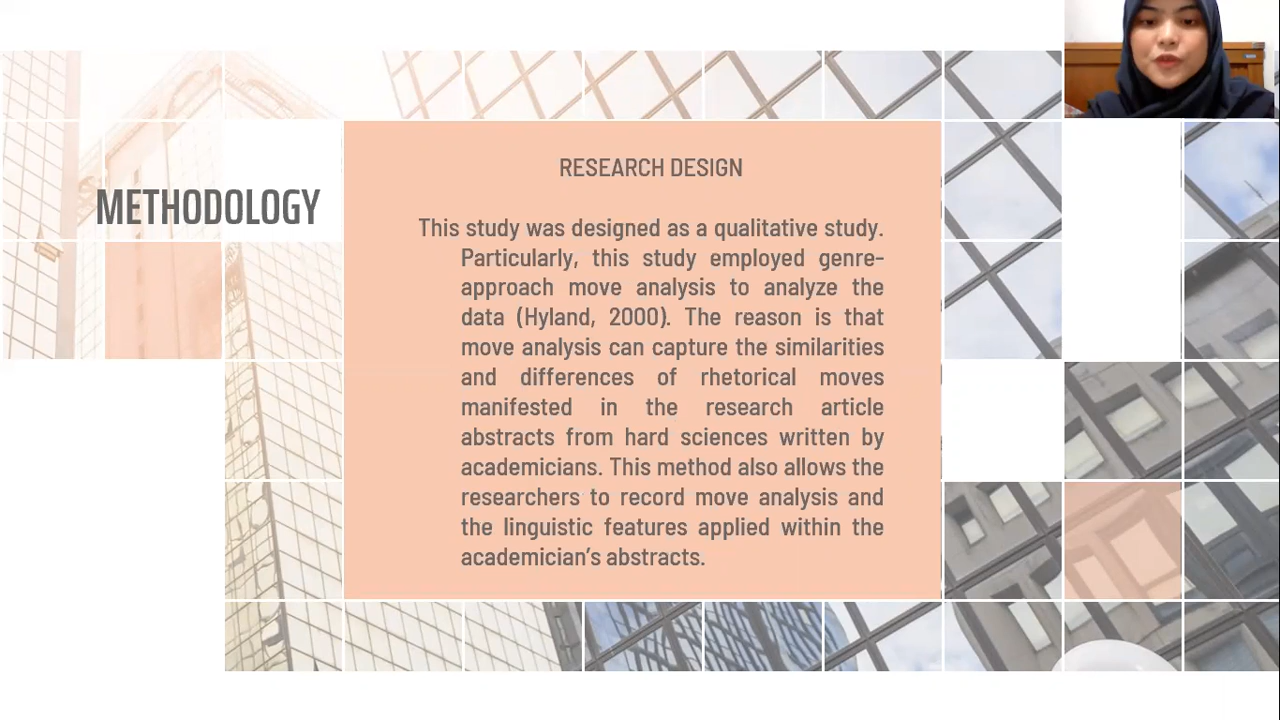 METHODOLOGY
RESEARCH DESIGN
This study was designed as a qualitative study.
Particularly, this study employed genre-
approach move analysis to analyze the
data (Hyland, 2000). The reason is that
move analysis can capture the similarities
and differences of rhetorical moves
manifested in the research article
abstracts from hard sciences written by
academicians. This method also allows the
researchers to record move analysis and
the linguistic features applied within the
academician’s abstracts.